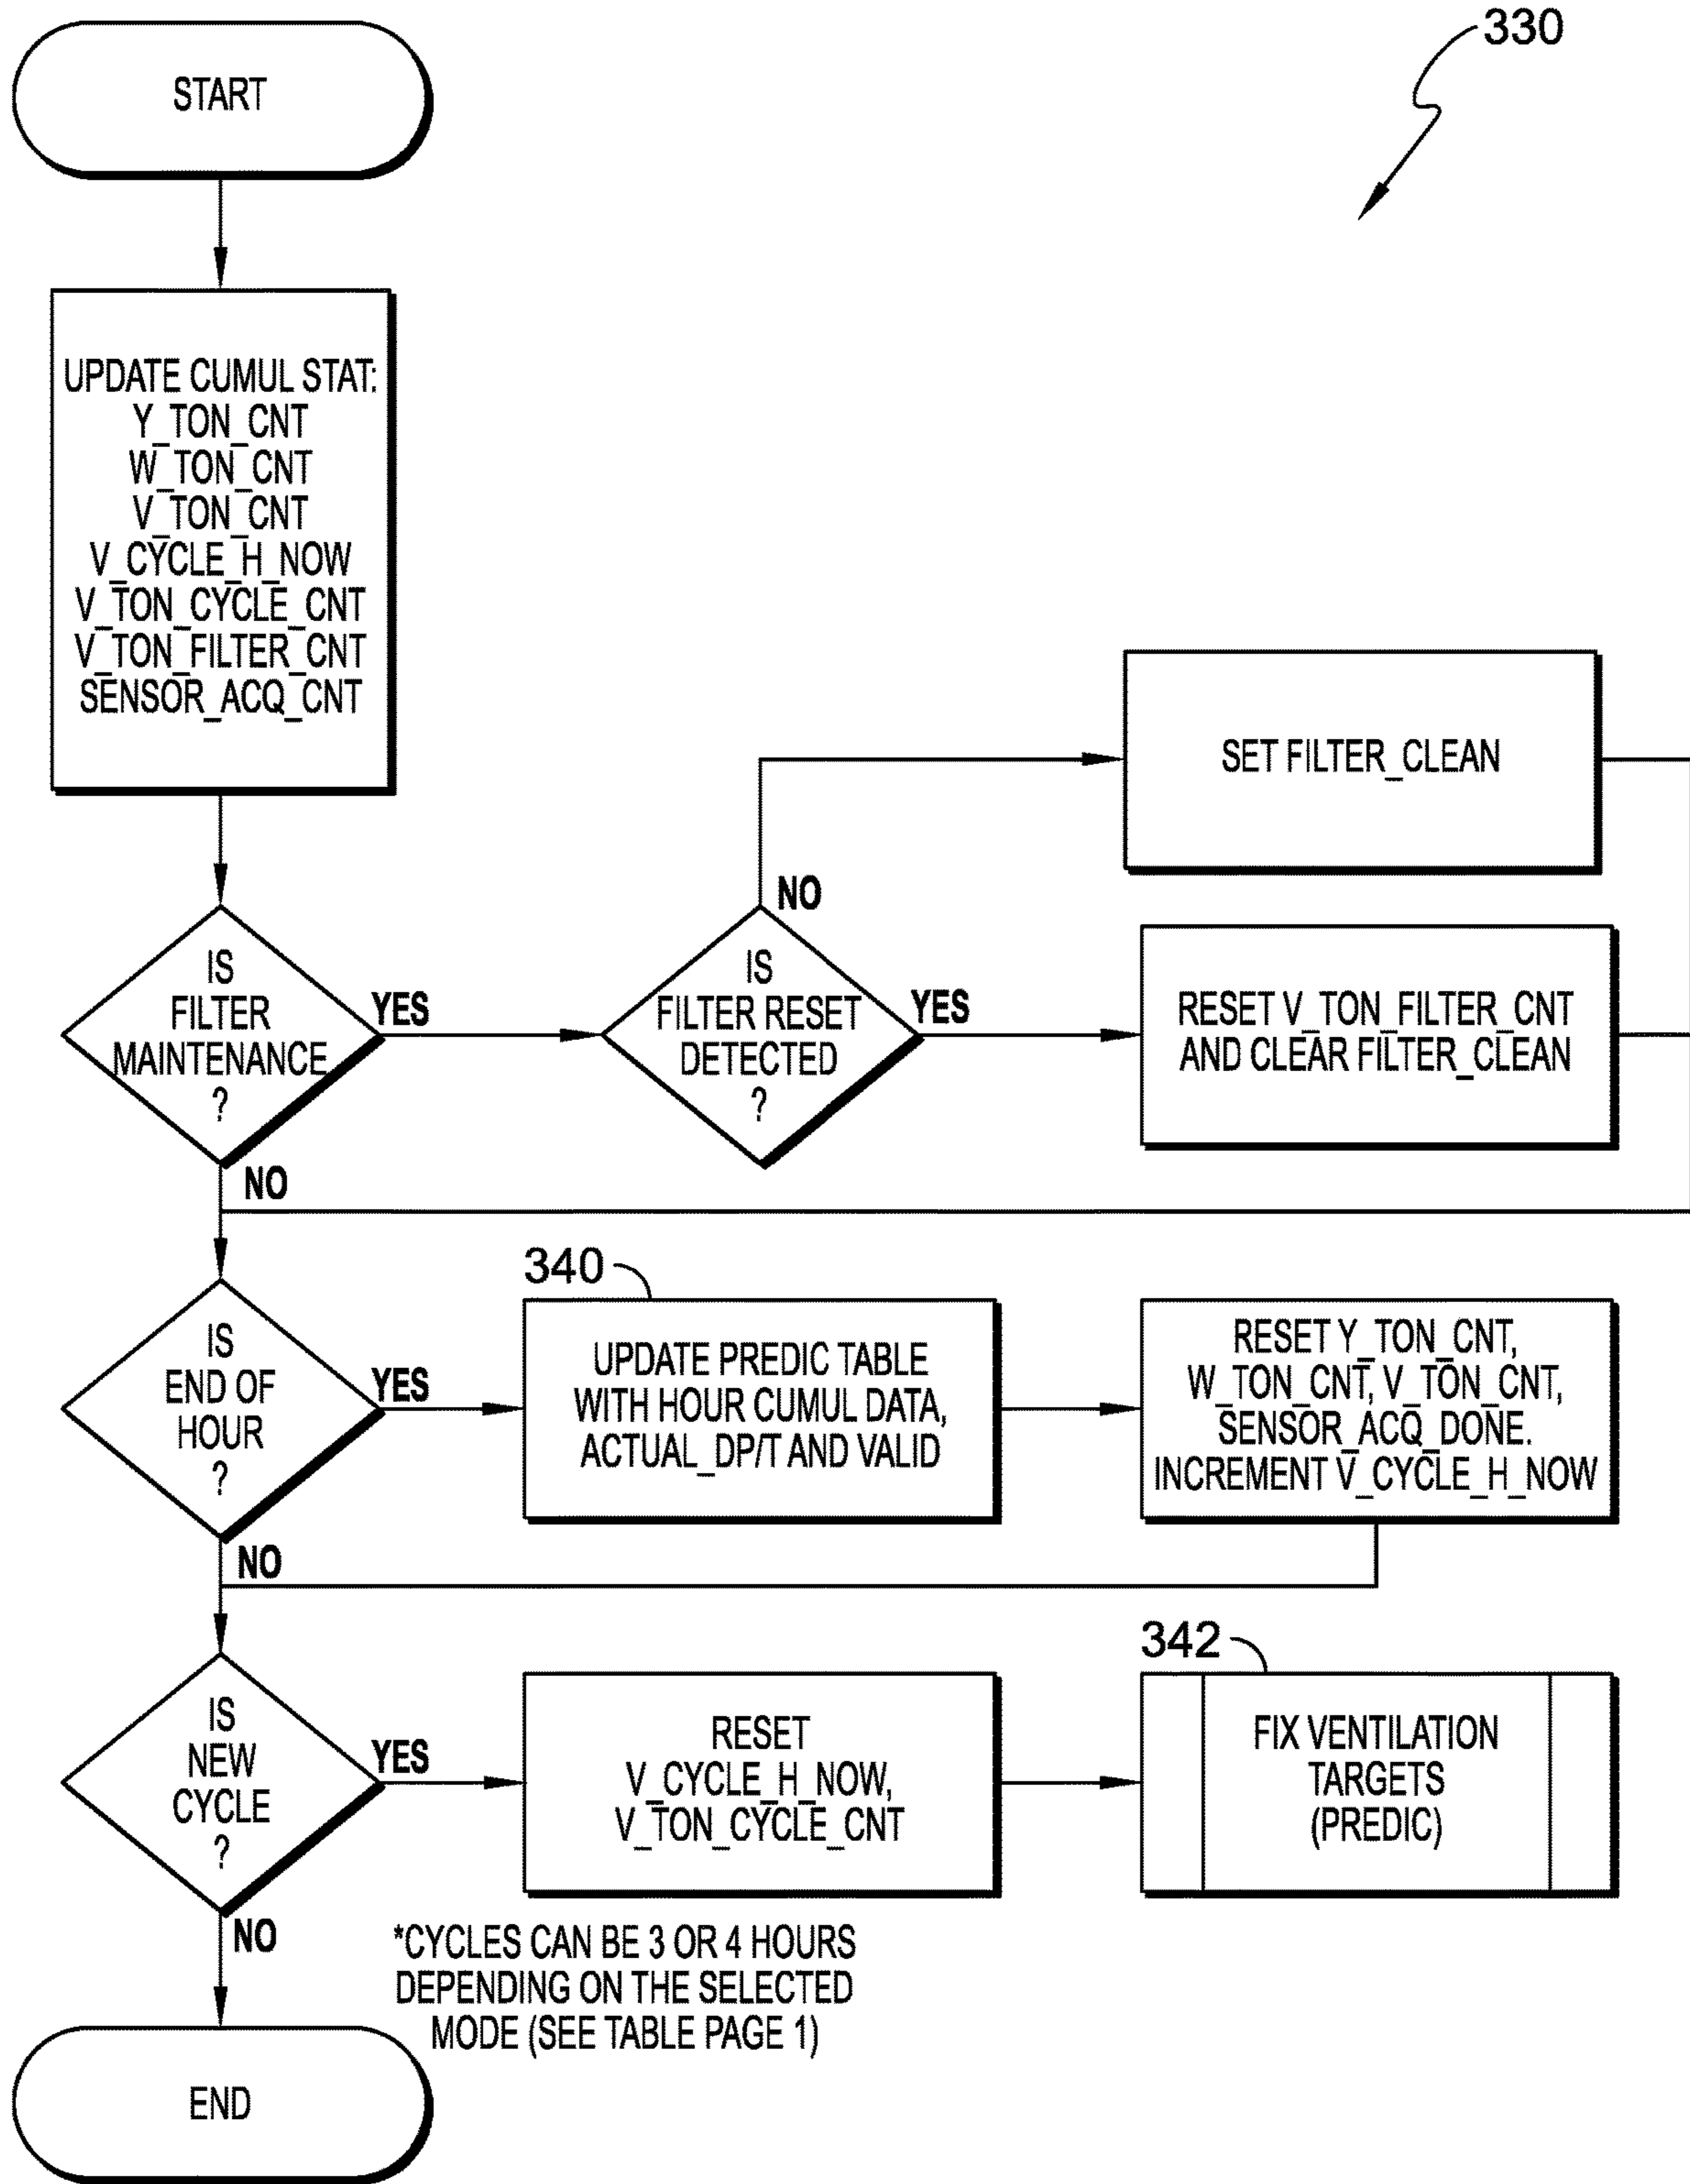 330
START
UPDATE CUMUL STAT:
Y_TON_CNT
W_TON_CNT
V_TON_CNT
V_CYCLE_H_NOW
V_TON_CYCLE_CNT
V_TON_FILTER_CNT
SENSOR_ACQ_CNT
SET FILTER_CLEAN
NO
IS
FILTER
MAINTENANCE
?
YES
IS
FILTER RESET
DETECTED
?
YES
RESET V_TON_FILTER_CNT
AND CLEAR FILTER_CLEAN
NO
340
IS
END OF
HOUR
?
YES
UPDATE PREDIC TABLE
WITH HOUR CUMUL DATA,
ACTUAL_DP/T AND VALID
RESET Y_TON_CNT,
W_TON_CNT, V_TON_CNT,
SENSOR_ACQ_DONE.
INCREMENT V_CYCLE_H_NOW
NO
342
IS
NEW
CYCLE
?
YES
RESET
V_CYCLE_H_NOW,
V_TON_CYCLE_CNT
FIX VENTILATION
TARGETS
(PREDIC)
NO
*CYCLES CAN BE 3 OR 4 HOURS
DEPENDING ON THE SELECTED
MODE (SEE TABLE PAGE 1)
END